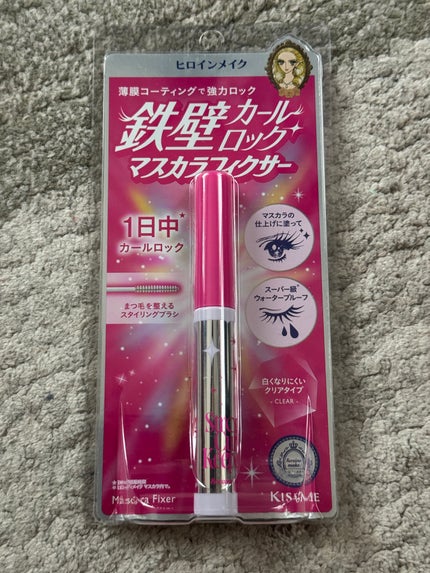 ヒロインメイク
薄膜コーティングで強力ロック
鉄壁カール
ロック
マスカラフィクサー
1日中★
カールロック
マスカラの
仕上げに塗って
まつ毛を整える
スタイリングブラシ
スーパー級
ウォータープルーフ
白くなりにくい
クリアタイプ
- CLEAR -
Heroine
make
Fixer
KISSME